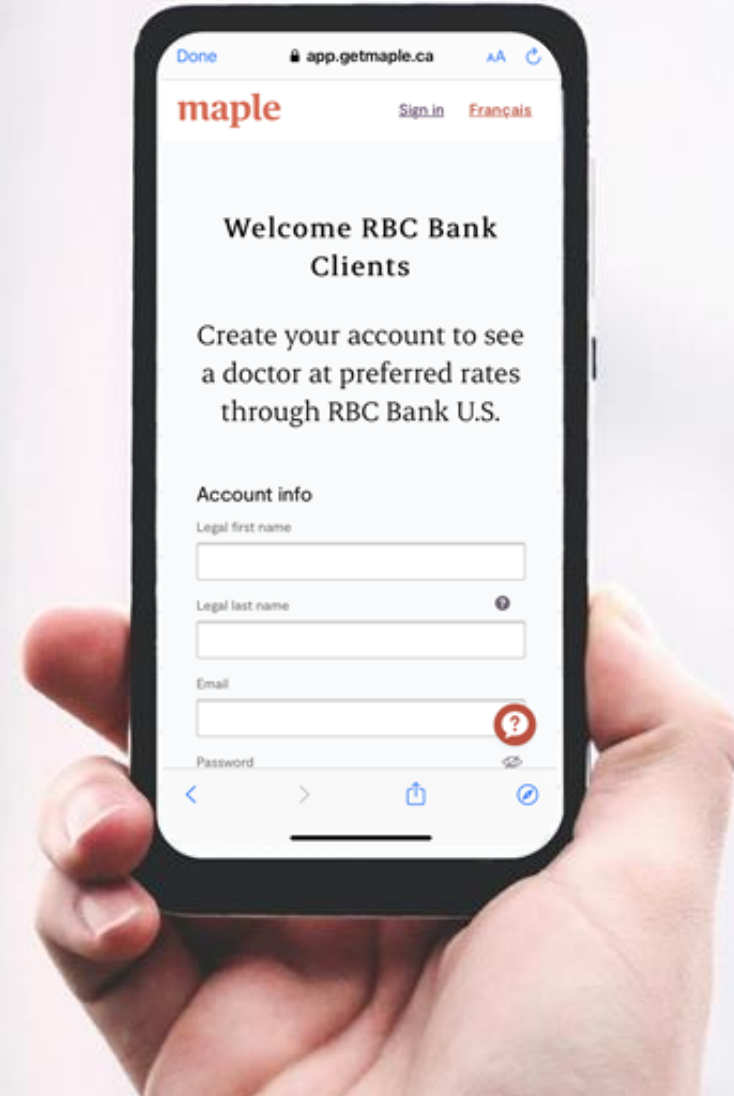 Done app.getmaple.ca AA
maple Sign in Français
Welcome RBC Bank
Clients
Create your account to see
a doctor at preferred rates
through RBC Bank U.S.
Account info
Legal first name
Legal last name ?
Email
?
Password